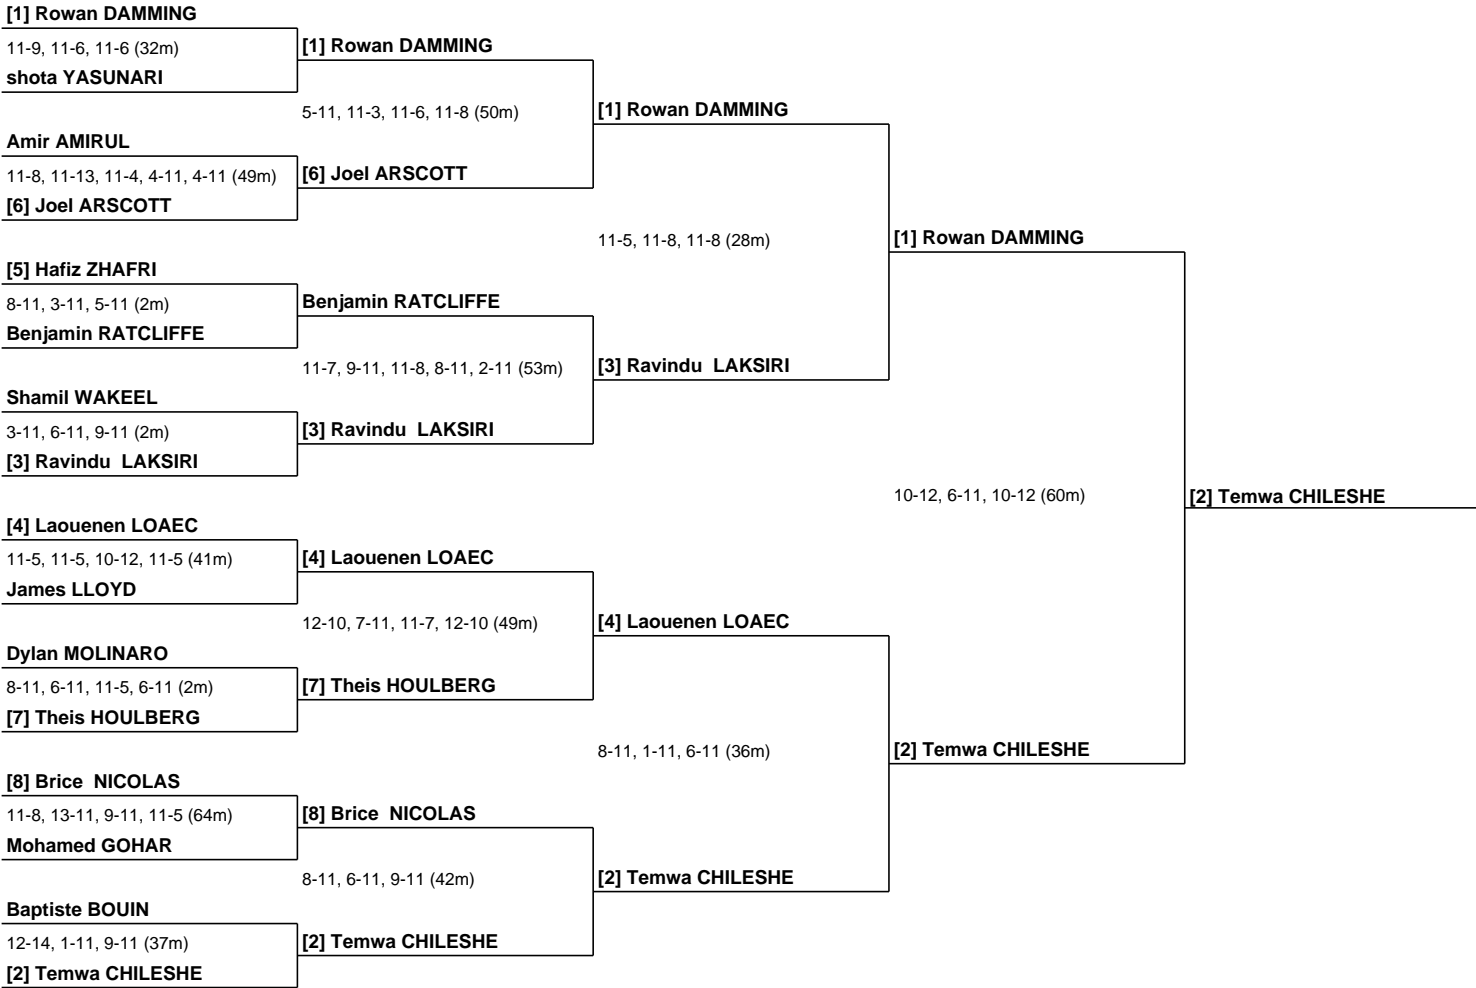 [1] Rowan DAMMING
11-9, 11-6, 11-6 (32m)
shota YASUNARI
Amir AMIRUL
11-8, 11-13, 11-4, 4-11, 4-11 (49m)
[6] Joel ARSCOTT
[5] Hafiz ZHAFRI
8-11, 3-11, 5-11 (2m)
Benjamin RATCLIFFE
Shamil WAKEEL
3-11, 6-11, 9-11 (2m)
[3] Ravindu  LAKSIRI
[4] Laouenen LOAEC
11-5, 11-5, 10-12, 11-5 (41m)
James LLOYD
Dylan MOLINARO
8-11, 6-11, 11-5, 6-11 (2m)
[7] Theis HOULBERG
[8] Brice  NICOLAS
11-8, 13-11, 9-11, 11-5 (64m)
Mohamed GOHAR
Baptiste BOUIN
12-14, 1-11, 9-11 (37m)
[2] Temwa CHILESHE
[1] Rowan DAMMING
5-11, 11-3, 11-6, 11-8 (50m)
[6] Joel ARSCOTT
Benjamin RATCLIFFE
11-7, 9-11, 11-8, 8-11, 2-11 (53m)
[3] Ravindu  LAKSIRI
[4] Laouenen LOAEC
12-10, 7-11, 11-7, 12-10 (49m)
[7] Theis HOULBERG
[8] Brice  NICOLAS
8-11, 6-11, 9-11 (42m)
[2] Temwa CHILESHE
[1] Rowan DAMMING
11-5, 11-8, 11-8 (28m)
[3] Ravindu  LAKSIRI
[4] Laouenen LOAEC
8-11, 1-11, 6-11 (36m)
[2] Temwa CHILESHE
[1] Rowan DAMMING
10-12, 6-11, 10-12 (60m)
[2] Temwa CHILESHE
[2] Temwa CHILESHE